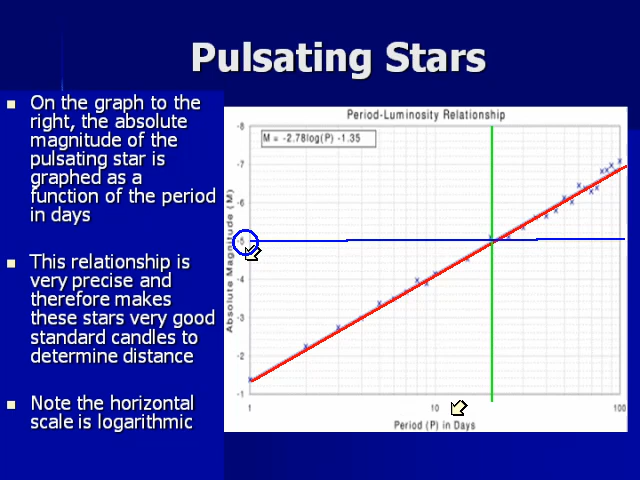 Pulsating Stars
On the graph to the
right, the absolute
magnitude of the
pulsating star is
graphed as a
function of the period
in days
This relationship is
very precise and
therefore makes
these stars very good
standard candles to
determine distance
Note the horizontal
scale is logarithmic
Period-Luminosity Relationship
M = -2.78log(P) -1.35
Absolute Magnitude (M)
-8
-7
-6
-5
-4
-3
-2
-1
1
10
100
Period (P) in Days